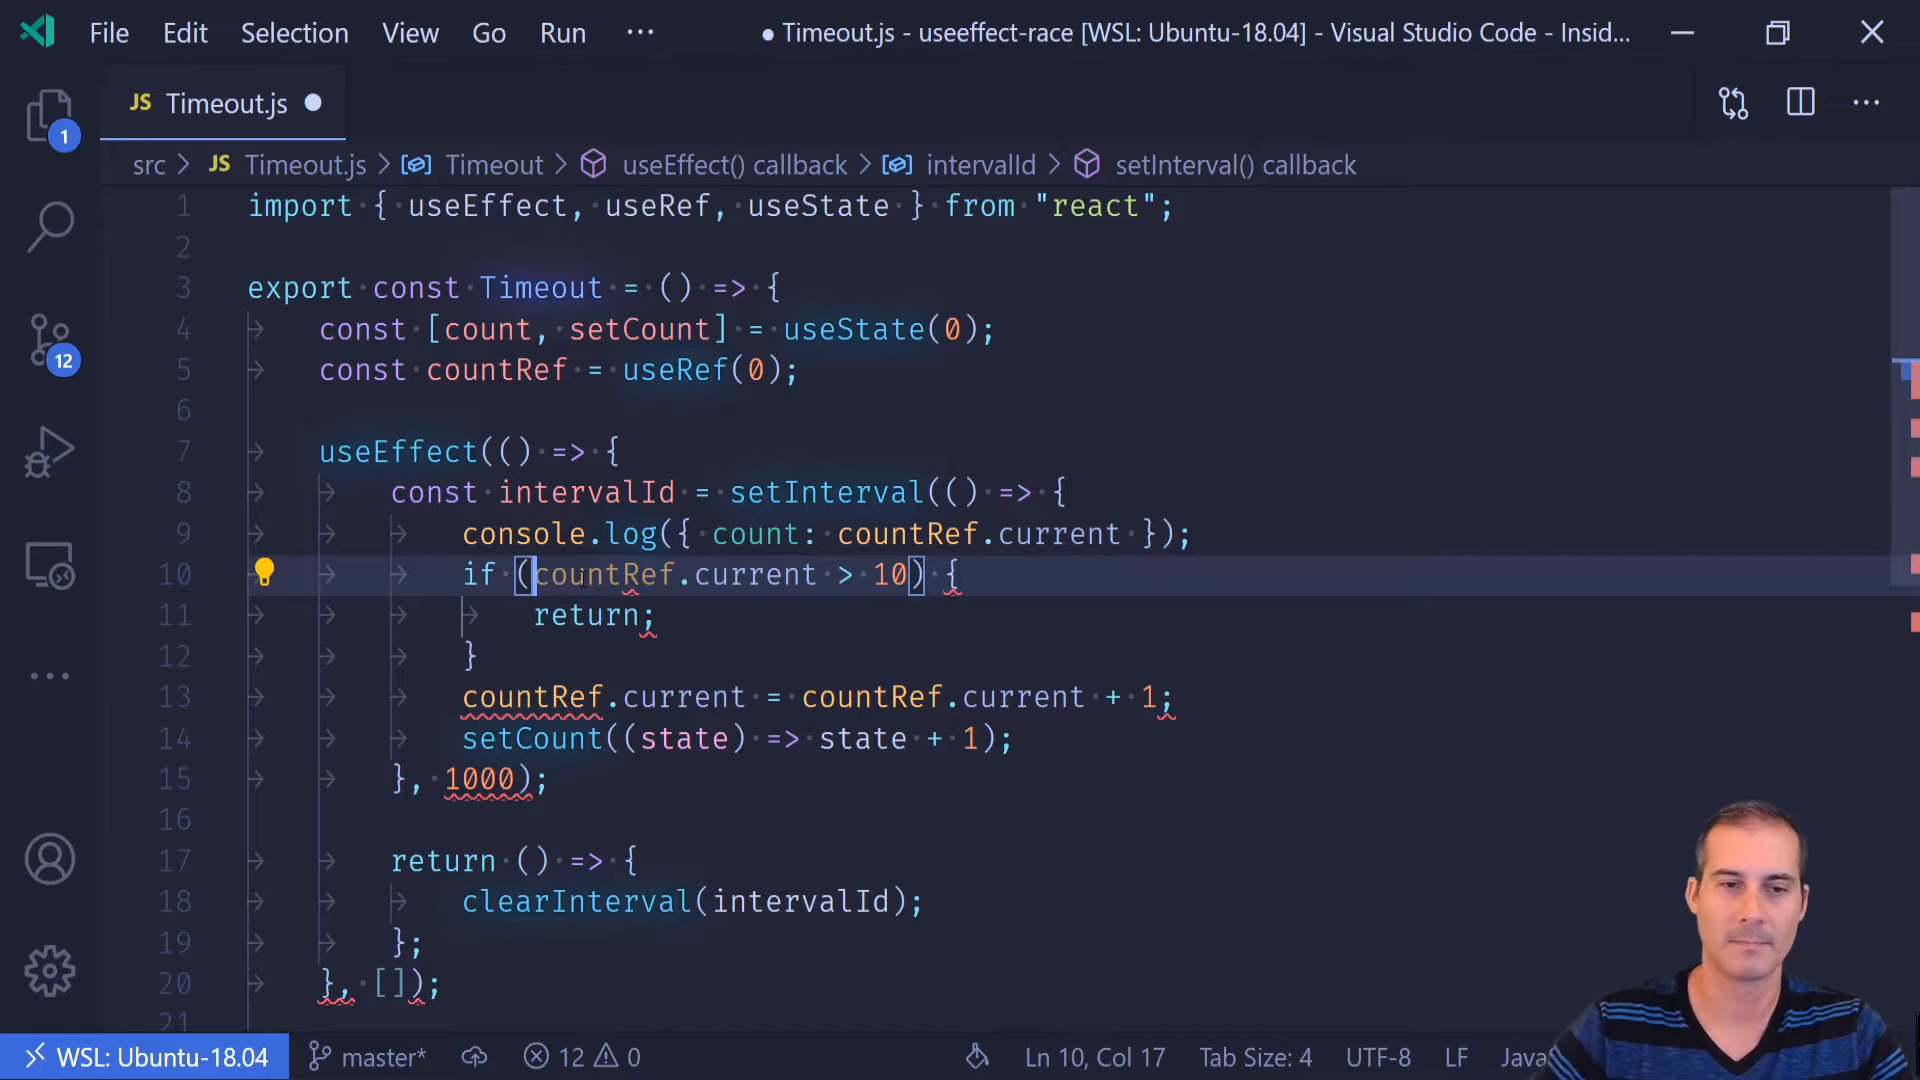 File Edit Selection View Go Run ··· ● Timeout.js - useeffect-race [WSL: Ubuntu-18.04] - Visual Studio Code - Insid...
JS Timeout.js ●
src > JS Timeout.js > Timeout > useEffect() callback > intervalId > setInterval() callback
1 import { useEffect, useRef, useState } from "react";
2
3 export const Timeout = () => {
4 const [count, setCount] = useState(0);
5 const countRef = useRef(0);
6
7 useEffect(() => {
8 const intervalId = setInterval(() => {
9 console.log({ count: countRef.current });
10 if (countRef.current > 10) {
11 return;
12 }
13 countRef.current = countRef.current + 1;
14 setCount((state) => state + 1);
15 }, 1000);
16
17 return () => {
18 clearInterval(intervalId);
19 };
20 }, []);
21
1
12
WSL: Ubuntu-18.04 master* 12 0 Ln 10, Col 17 Tab Size: 4 UTF-8 LF Java